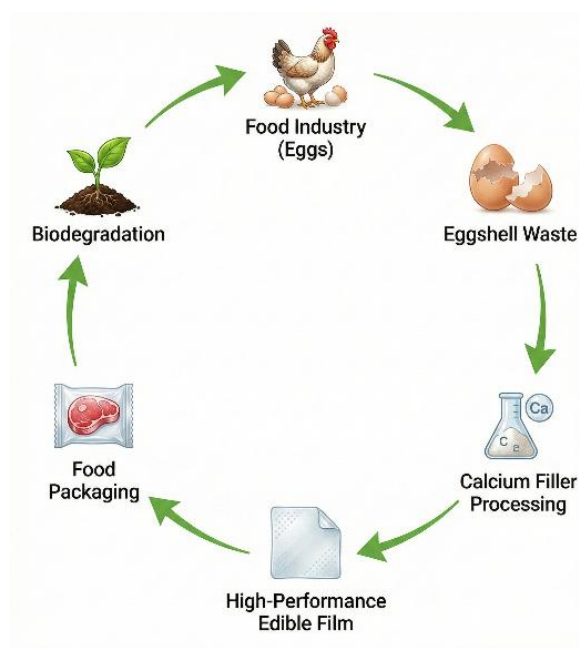 Food Industry
(Eggs)
Eggshell Waste
Ca
C
a
Calcium Filler
Processing
High-Performance
Edible Film
Food
Packaging
Biodegradation